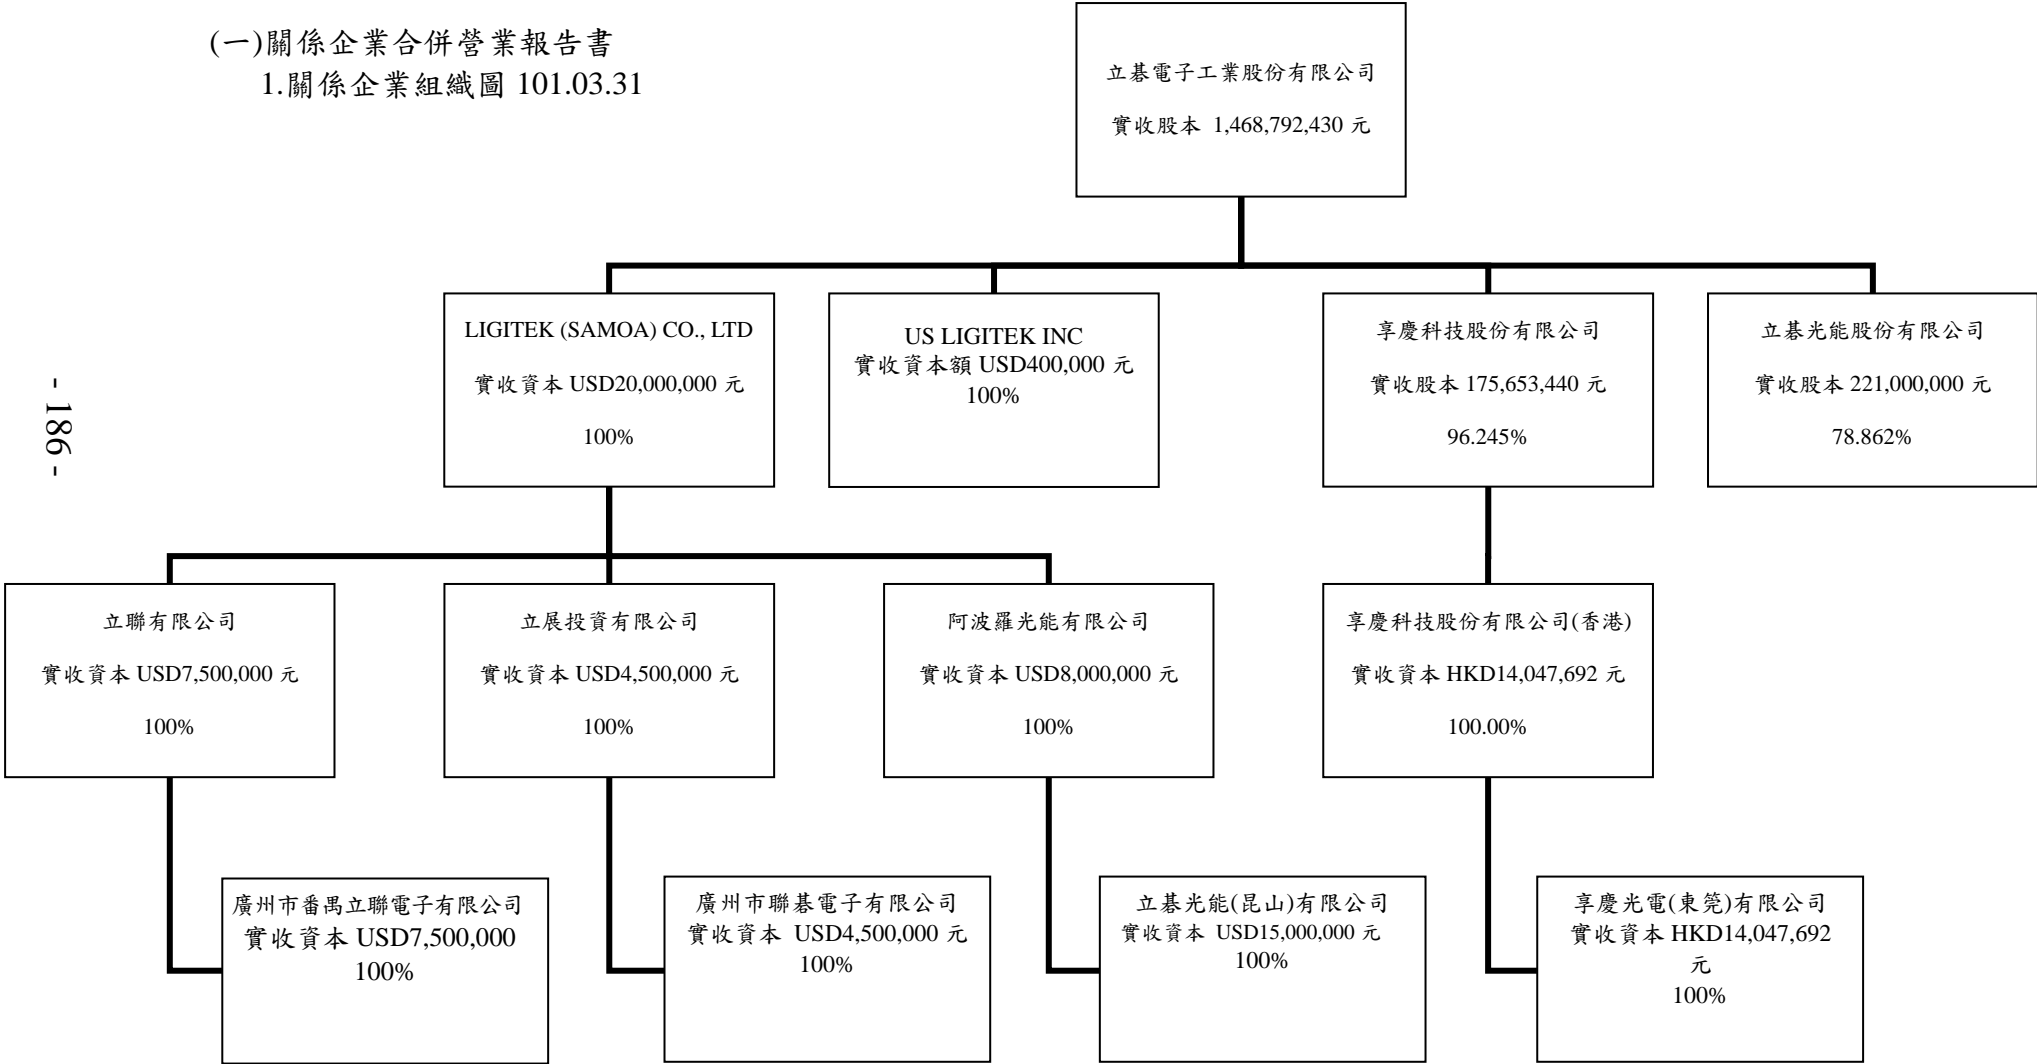 (一)關係企業合併營業報告書
1.關係企業組織圖 101.03.31
立碁電子工業股份有限公司
實收股本 1,468,792,430 元
LIGITEK (SAMOA) CO., LTD
實收資本 USD20,000,000 元
100%
US LIGITEK INC
實收資本額 USD400,000 元
100%
享慶科技股份有限公司
實收股本 175,653,440 元
96.245%
立碁光能股份有限公司
實收股本 221,000,000 元
78.862%
- 186 -
立聯有限公司
實收資本 USD7,500,000 元
100%
立展投資有限公司
實收資本 USD4,500,000 元
100%
阿波羅光能有限公司
實收資本 USD8,000,000 元
100%
享慶科技股份有限公司(香港)
實收資本 HKD14,047,692 元
100.00%
廣州市番禺立聯電子有限公司
實收資本 USD7,500,000
100%
廣州市聯碁電子有限公司
實收資本 USD4,500,000 元
100%
立碁光能(昆山)有限公司
實收資本 USD15,000,000 元
100%
享慶光電(東筦)有限公司
實收資本 HKD14,047,692
元
100%